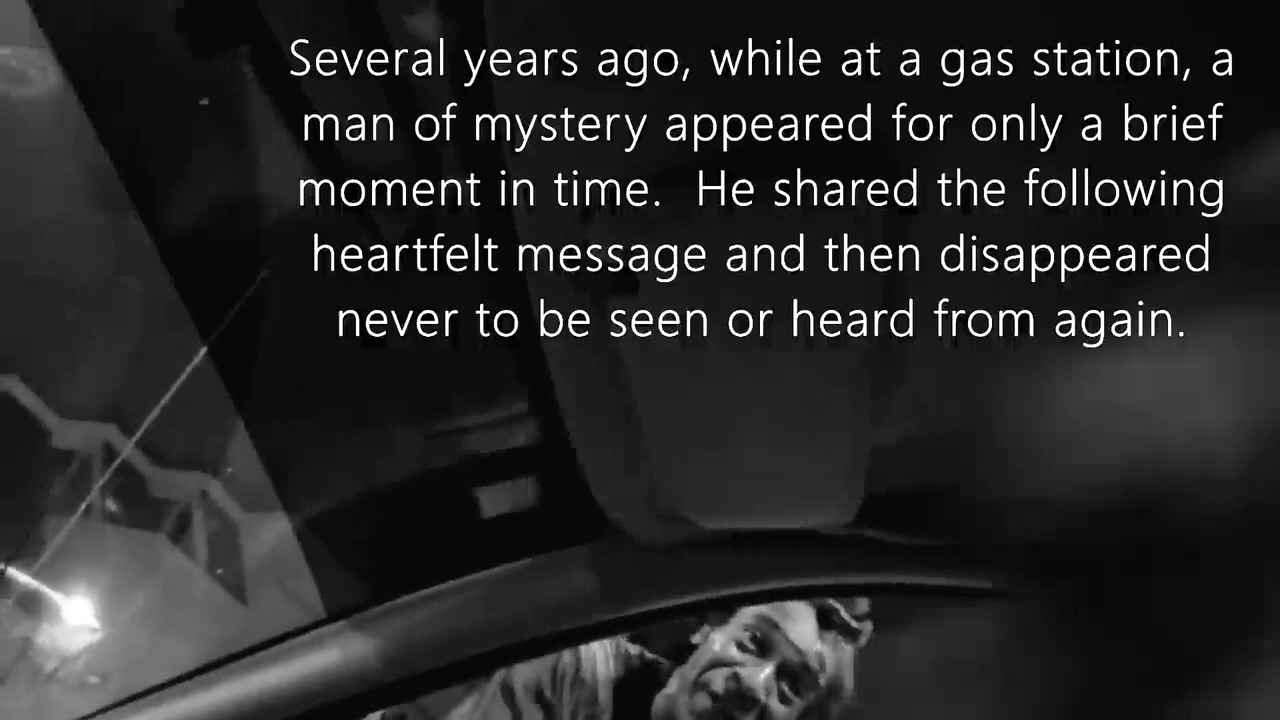 Several years ago, while at a gas station, a
man of mystery appeared for only a brief
moment in time.  He shared the following
heartfelt message and then disappeared
never to be seen or heard from again.